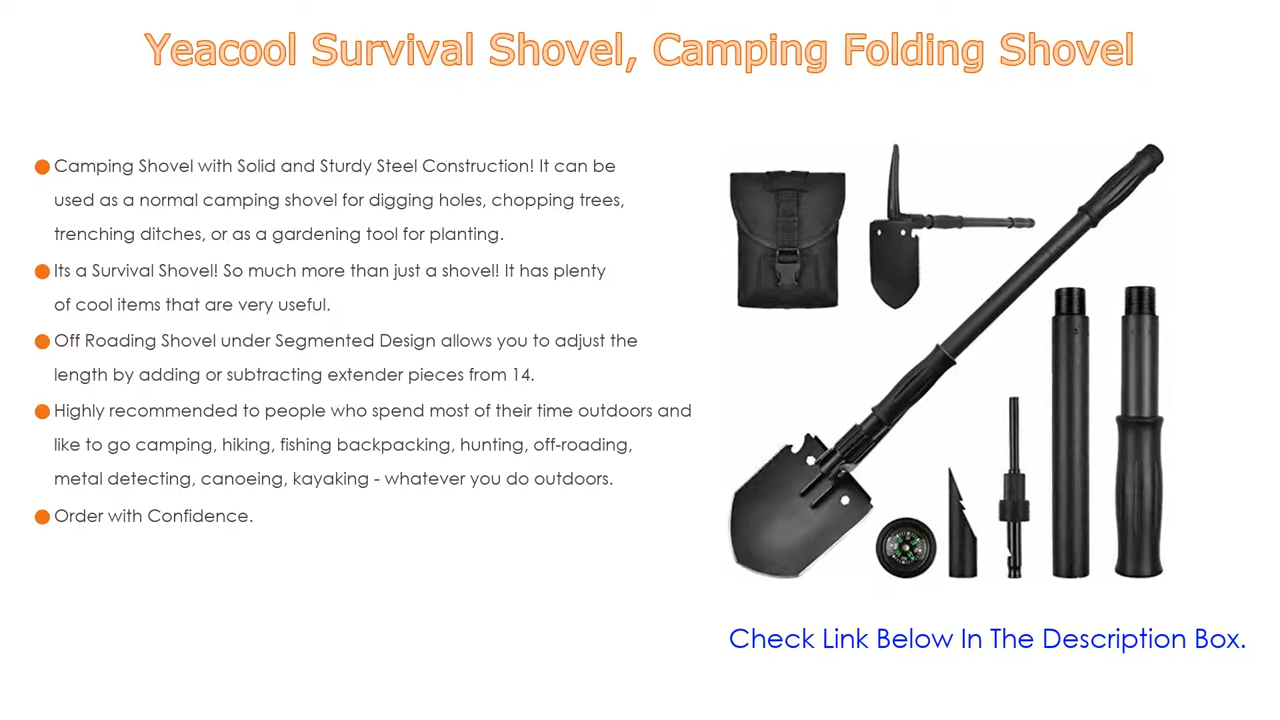 Yeacool Survival Shovel, Camping Folding Shovel
Camping Shovel with Solid and Sturdy Steel Construction! It can be
used as a normal camping shovel for digging holes, chopping trees,
trenching ditches, or as a gardening tool for planting.
Its a Survival Shovel! So much more than just a shovel! It has plenty
of cool items that are very useful.
Off Roading Shovel under Segmented Design allows you to adjust the
length by adding or subtracting extender pieces from 14.
Highly recommended to people who spend most of their time outdoors and
like to go camping, hiking, fishing backpacking, hunting, off-roading,
metal detecting, canoeing, kayaking - whatever you do outdoors.
Order with Confidence.
Check Link Below In The Description Box.